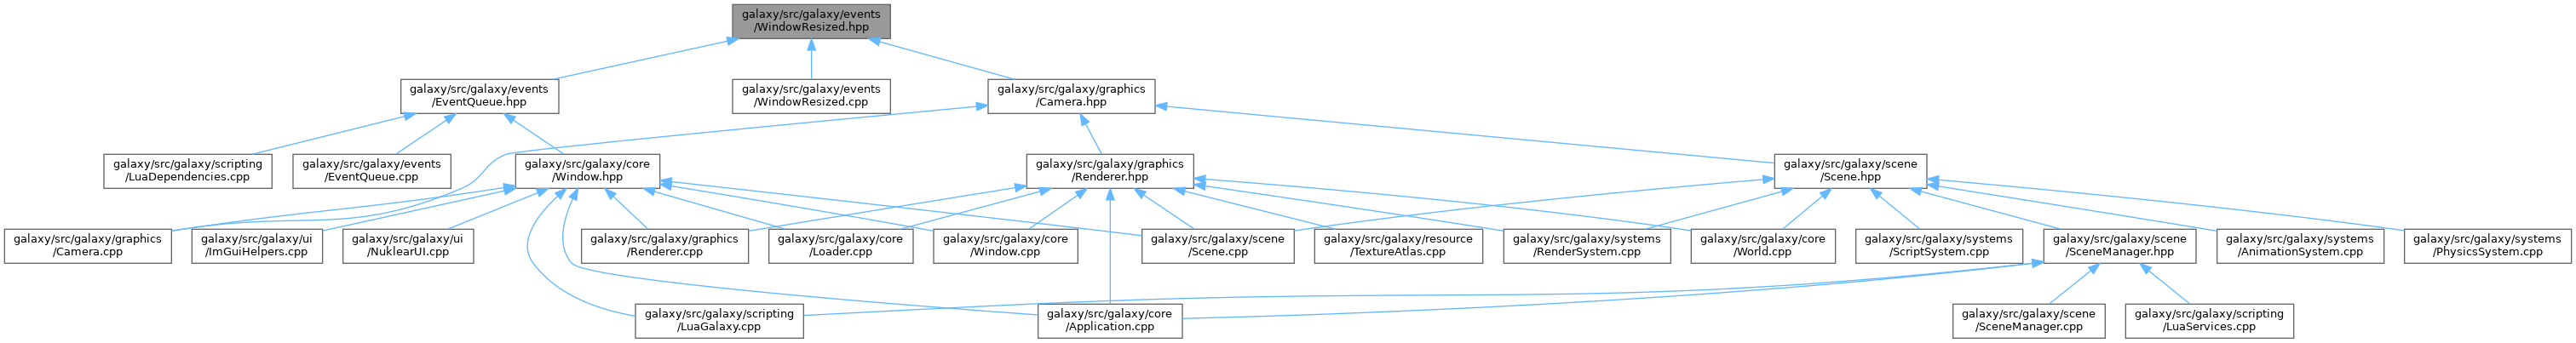 galaxy/src/galaxy/events
/WindowResized.hpp
galaxy/src/galaxy/events
/EventQueue.hpp
galaxy/src/galaxy/events
/WindowResized.cpp
galaxy/src/galaxy/graphics
/Camera.hpp
galaxy/src/galaxy/scripting
/LuaDependencies.cpp
galaxy/src/galaxy/events
/EventQueue.cpp
galaxy/src/galaxy/core
/Window.hpp
galaxy/src/galaxy/graphics
/Renderer.hpp
galaxy/src/galaxy/scene
/Scene.hpp
galaxy/src/galaxy/graphics
/Camera.cpp
galaxy/src/galaxy/ui
/ImGuiHelpers.cpp
galaxy/src/galaxy/ui
/NuklearUI.cpp
galaxy/src/galaxy/graphics
/Renderer.cpp
galaxy/src/galaxy/core
/Loader.cpp
galaxy/src/galaxy/core
/Window.cpp
galaxy/src/galaxy/scene
/Scene.cpp
galaxy/src/galaxy/resource
/TextureAtlas.cpp
galaxy/src/galaxy/systems
/RenderSystem.cpp
galaxy/src/galaxy/core
/World.cpp
galaxy/src/galaxy/systems
/ScriptSystem.cpp
galaxy/src/galaxy/scene
/SceneManager.hpp
galaxy/src/galaxy/systems
/AnimationSystem.cpp
galaxy/src/galaxy/systems
/PhysicsSystem.cpp
galaxy/src/galaxy/scripting
/LuaGalaxy.cpp
galaxy/src/galaxy/core
/Application.cpp
galaxy/src/galaxy/scene
/SceneManager.cpp
galaxy/src/galaxy/scripting
/LuaServices.cpp